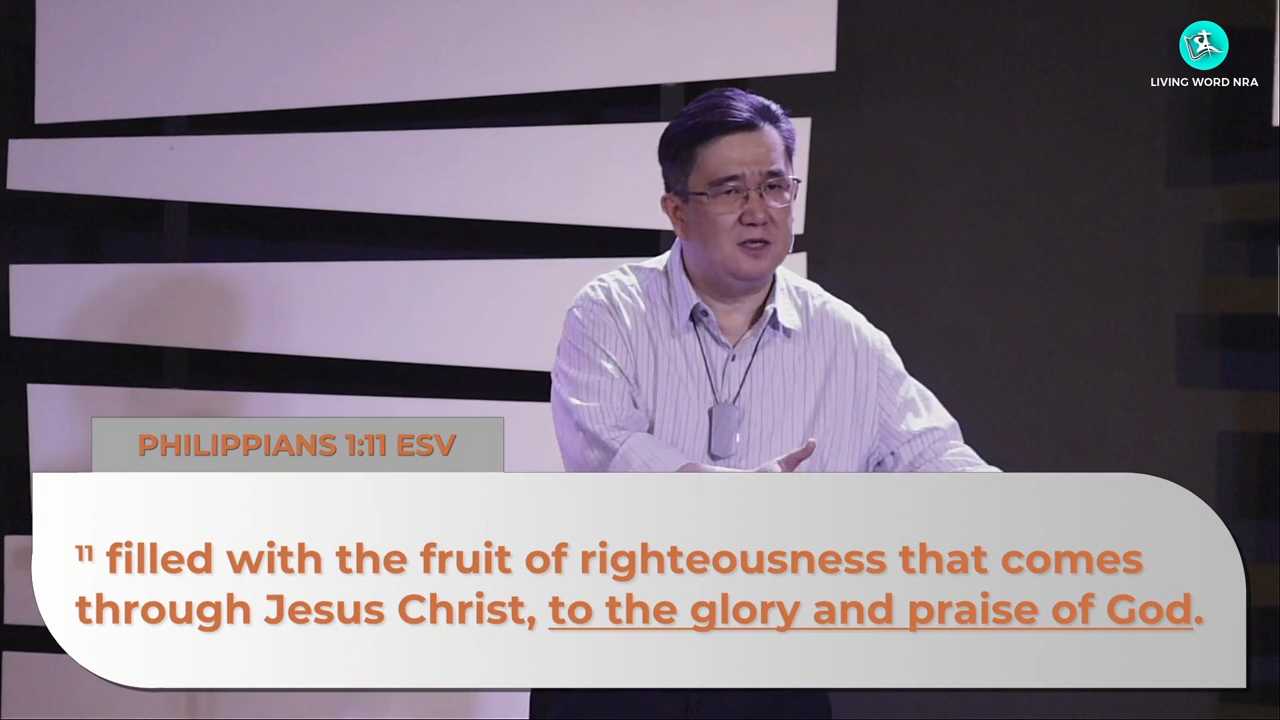 LIVING WORD NRA
PHILIPPIANS 1:11 ESV
¹¹ filled with the fruit of righteousness that comes
through Jesus Christ, to the glory and praise of God.